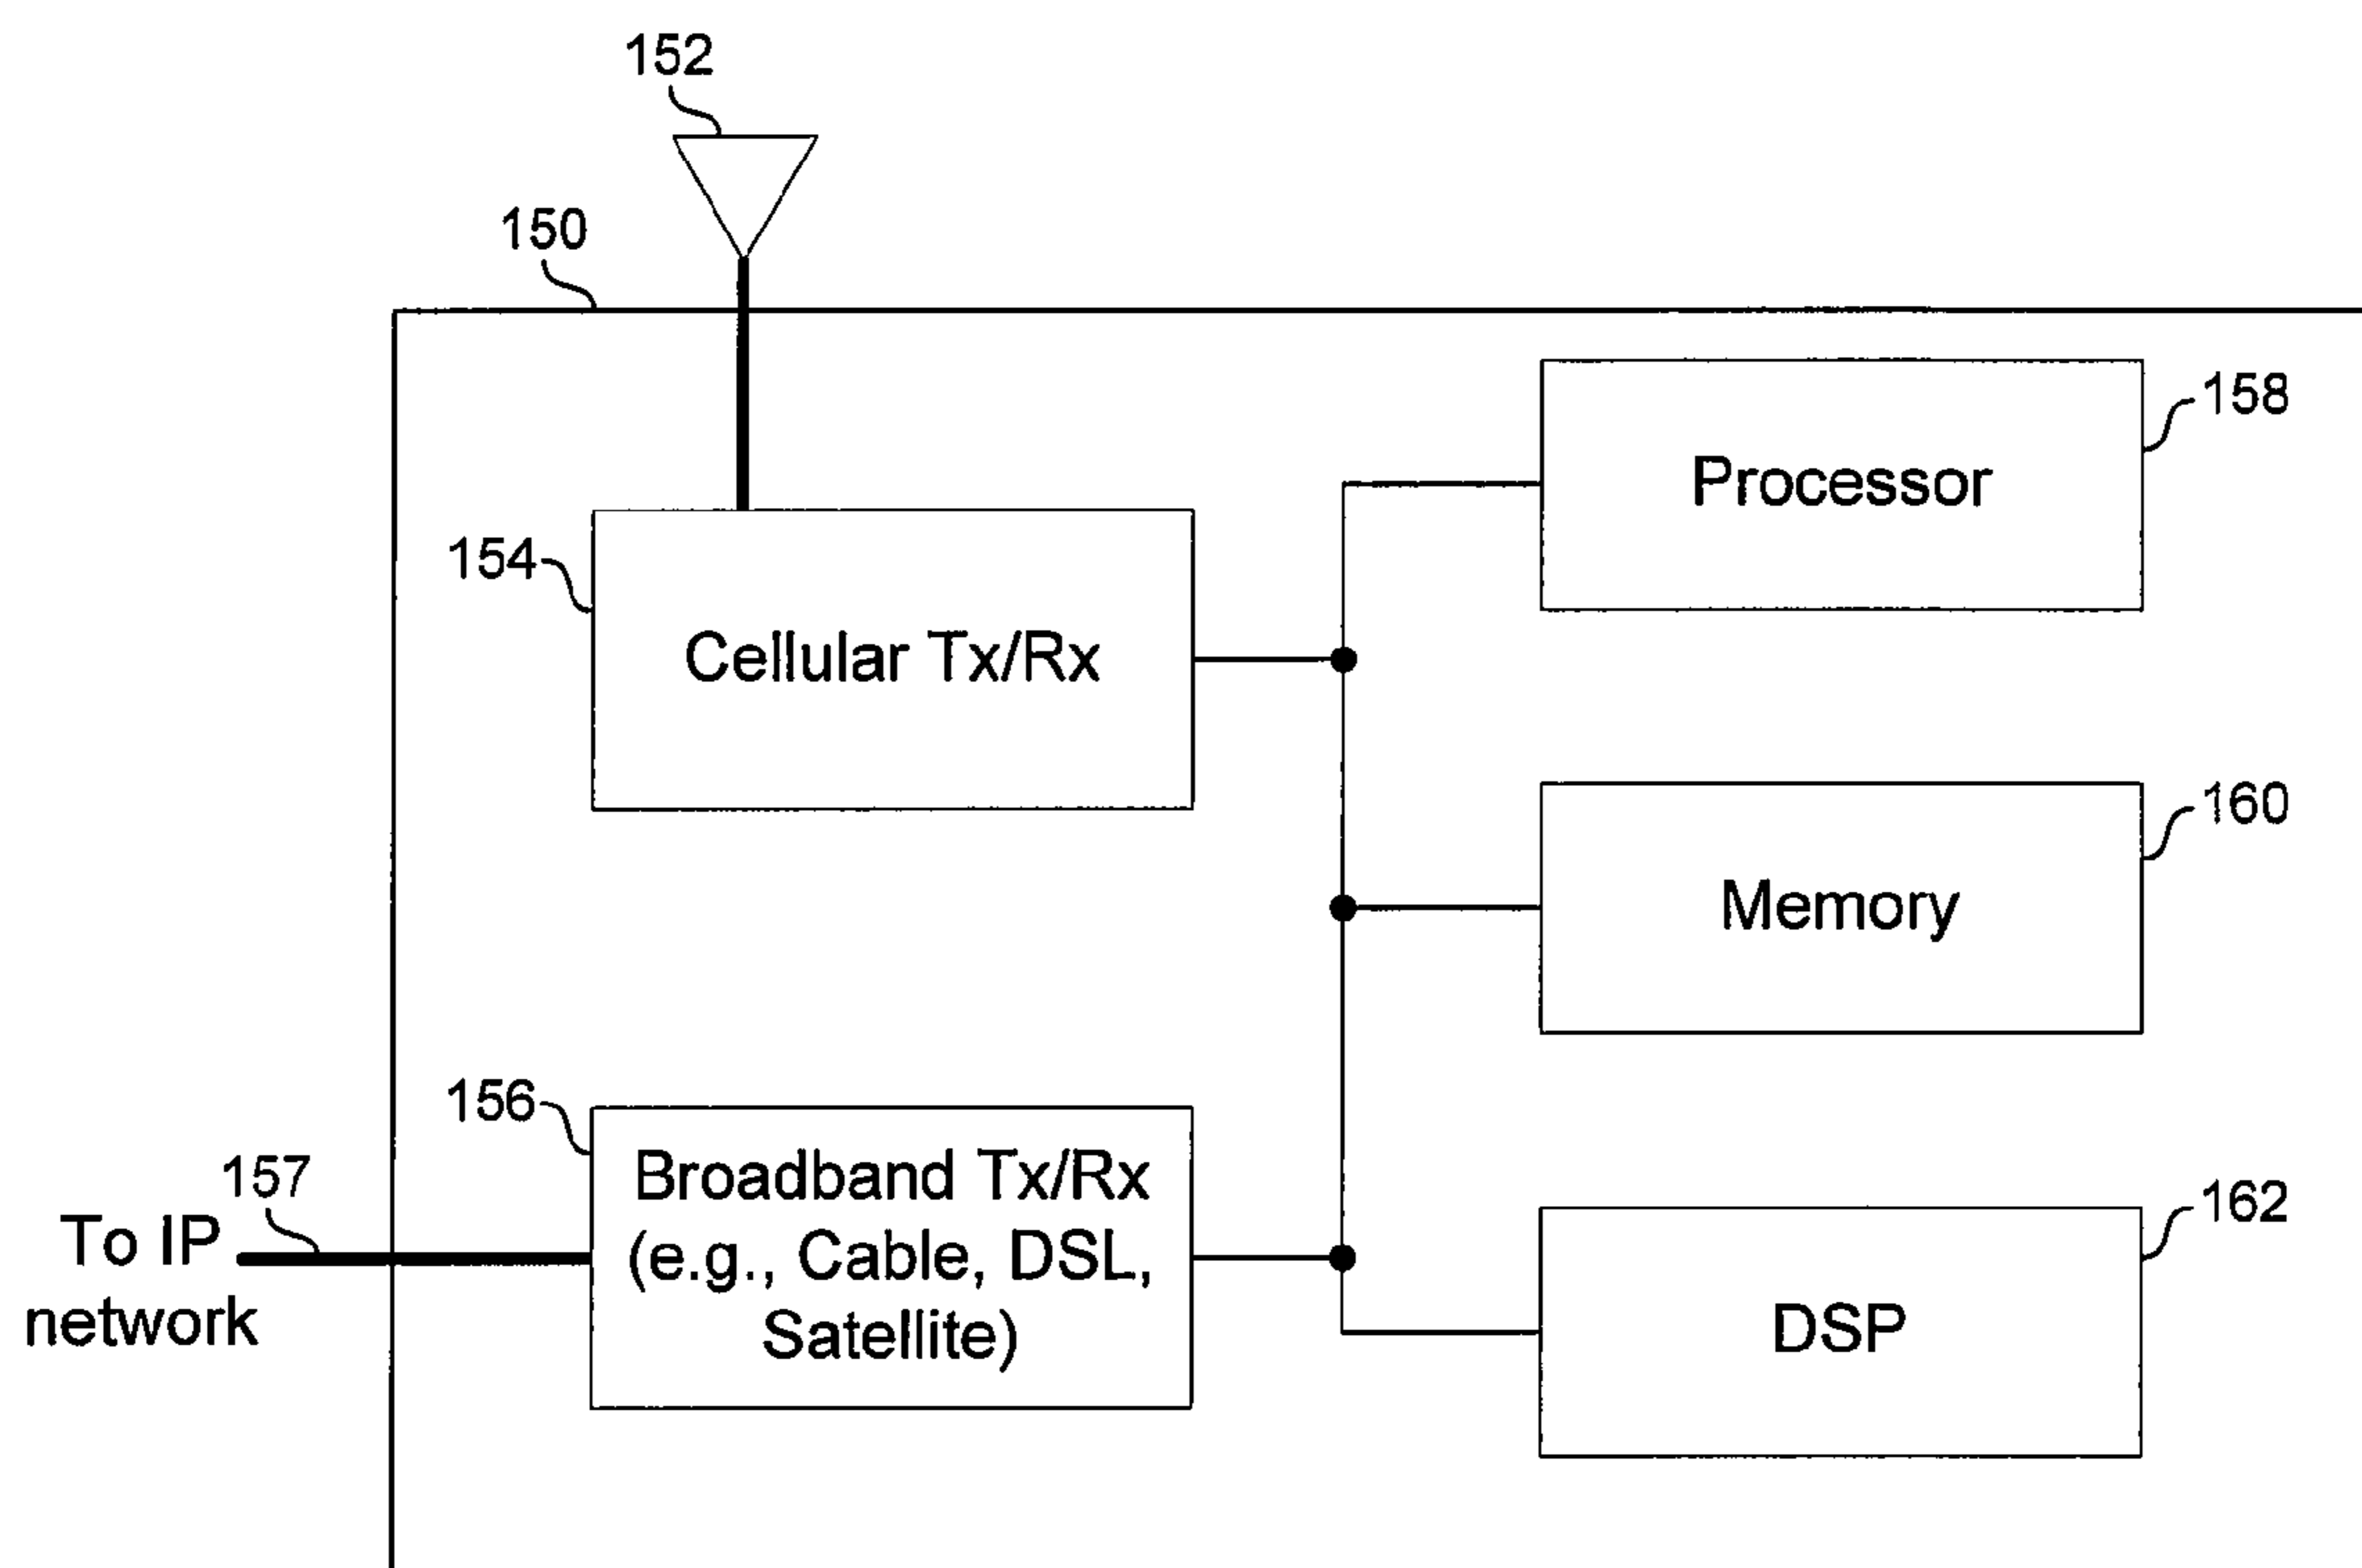 152
150
158
Processor
154
Cellular Tx/Rx
160
Memory
156
Broadband Tx/Rx
(e.g., Cable, DSL,
Satellite)
157
To IP
network
162
DSP